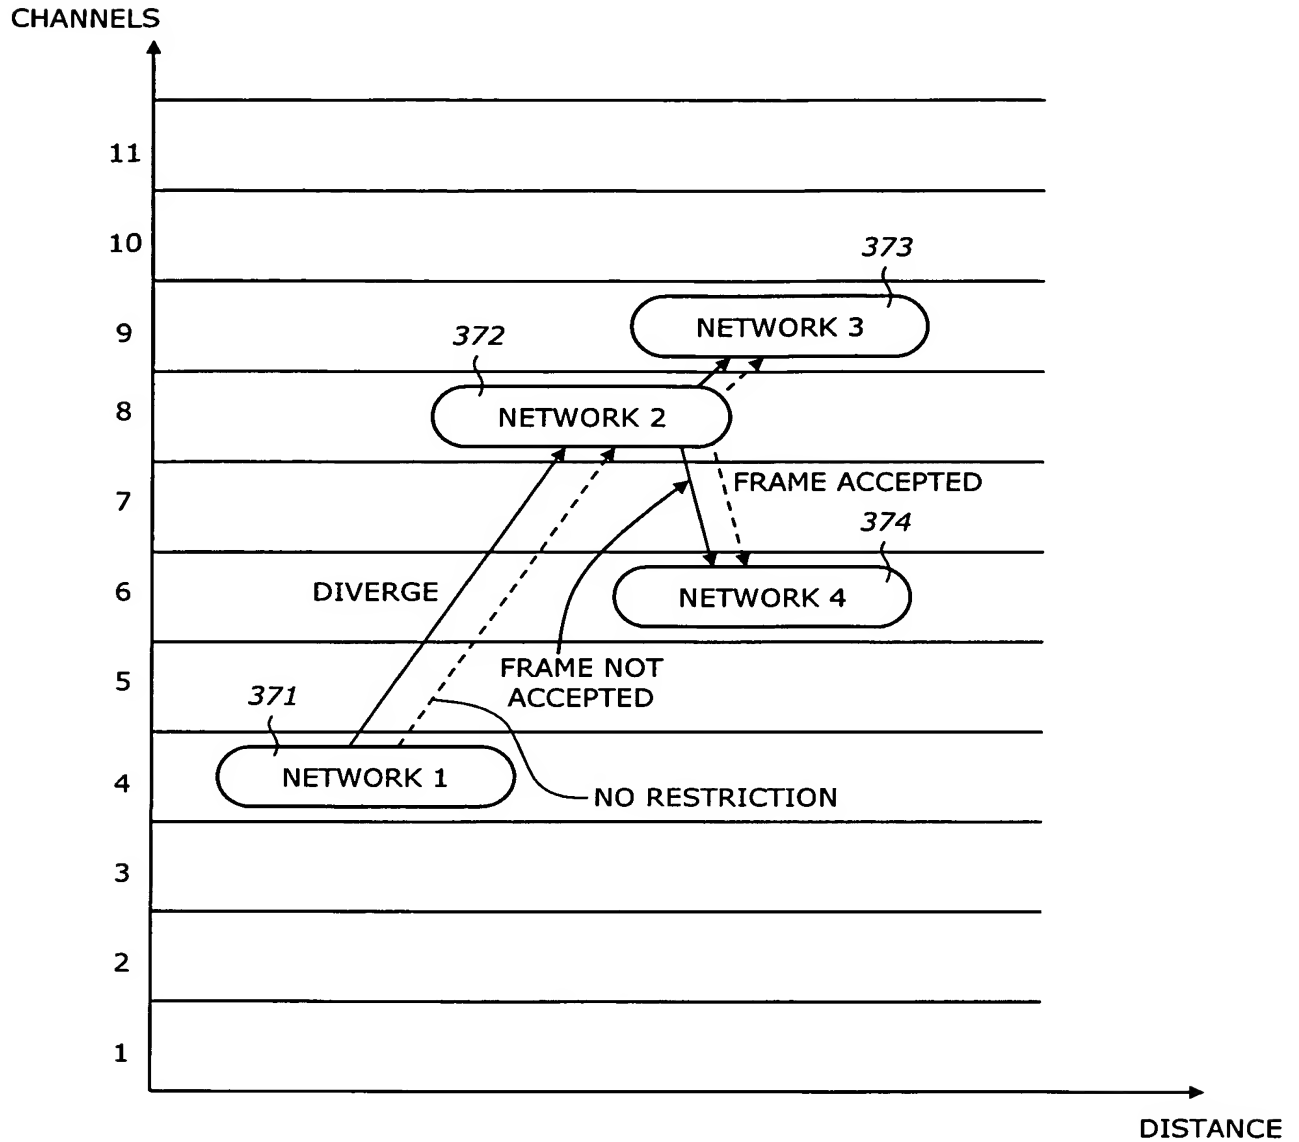 CHANNELS
11
10
373
9
NETWORK 3
372
8
NETWORK 2
FRAME ACCEPTED
7
374
6
DIVERGE
NETWORK 4
5
FRAME NOT
ACCEPTED
371
4
NETWORK 1
NO RESTRICTION
3
2
1
DISTANCE